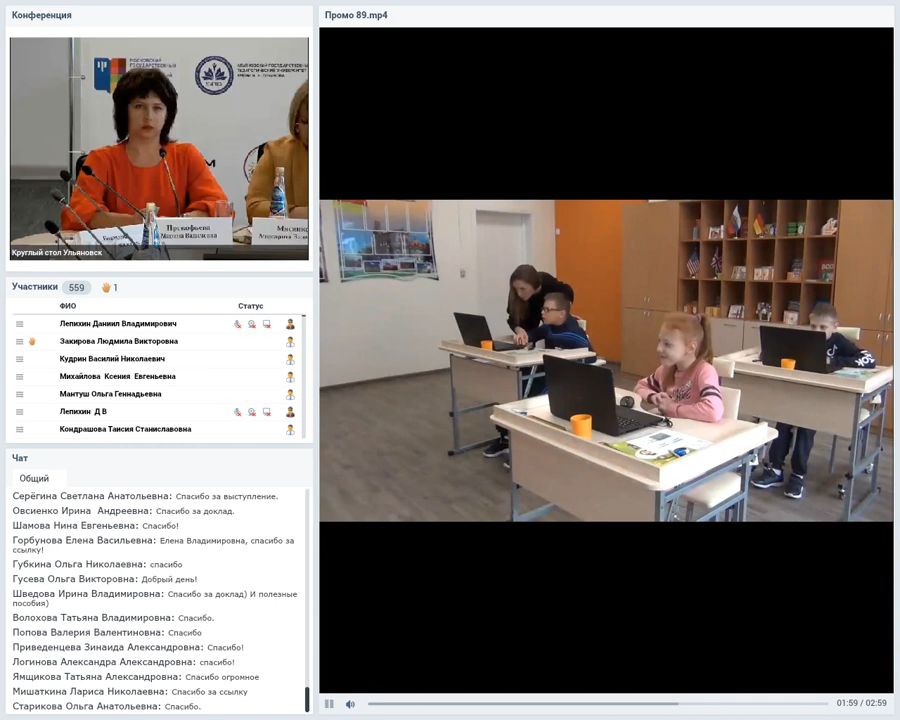 Конференция
МОСКОВСКИЙ
ГОСУДАРСТВЕННЫЙ
ПЕДАГОГИЧЕСКИЙ УНИВЕРСИТЕТ
Круглый стол Ульяновск
Участники 559 1
ФИО Статус
Лепихин Даниил Владимирович
Закирова Людмила Викторовна
Кудрин Василий Николаевич
Михайлова Ксения Евгеньевна
Мантуш Ольга Геннадьевна
Лепихин Д В
Кондрашова Таисия Станиславовна
Чат
Общий
Серёгина Светлана Анатольевна: Спасибо за выступление.
Овсиенко Ирина Андреевна: Спасибо за доклад.
Шамова Нина Евгеньевна: Спасибо!
Горбунова Елена Васильевна: Елена Владимировна, спасибо за
ссылку!
Губкина Ольга Николаевна: спасибо
Гусева Ольга Викторовна: Добрый день!
Шведова Ирина Владимировна: Спасибо за доклад) И полезные
пособия)
Волохова Татьяна Владимировна: Спасибо.
Попова Валерия Валентиновна: Спасибо
Приведенцева Зинаида Александровна: Спасибо!
Логинова Александра Александровна: спасибо!
Ямщикова Татьяна Александровна: Спасибо огромное
Мишаткина Лариса Николаевна: Спасибо за ссылку
Старикова Ольга Анатольевна: Спасибо.
Промо 89.mp4
01:59 / 02:59